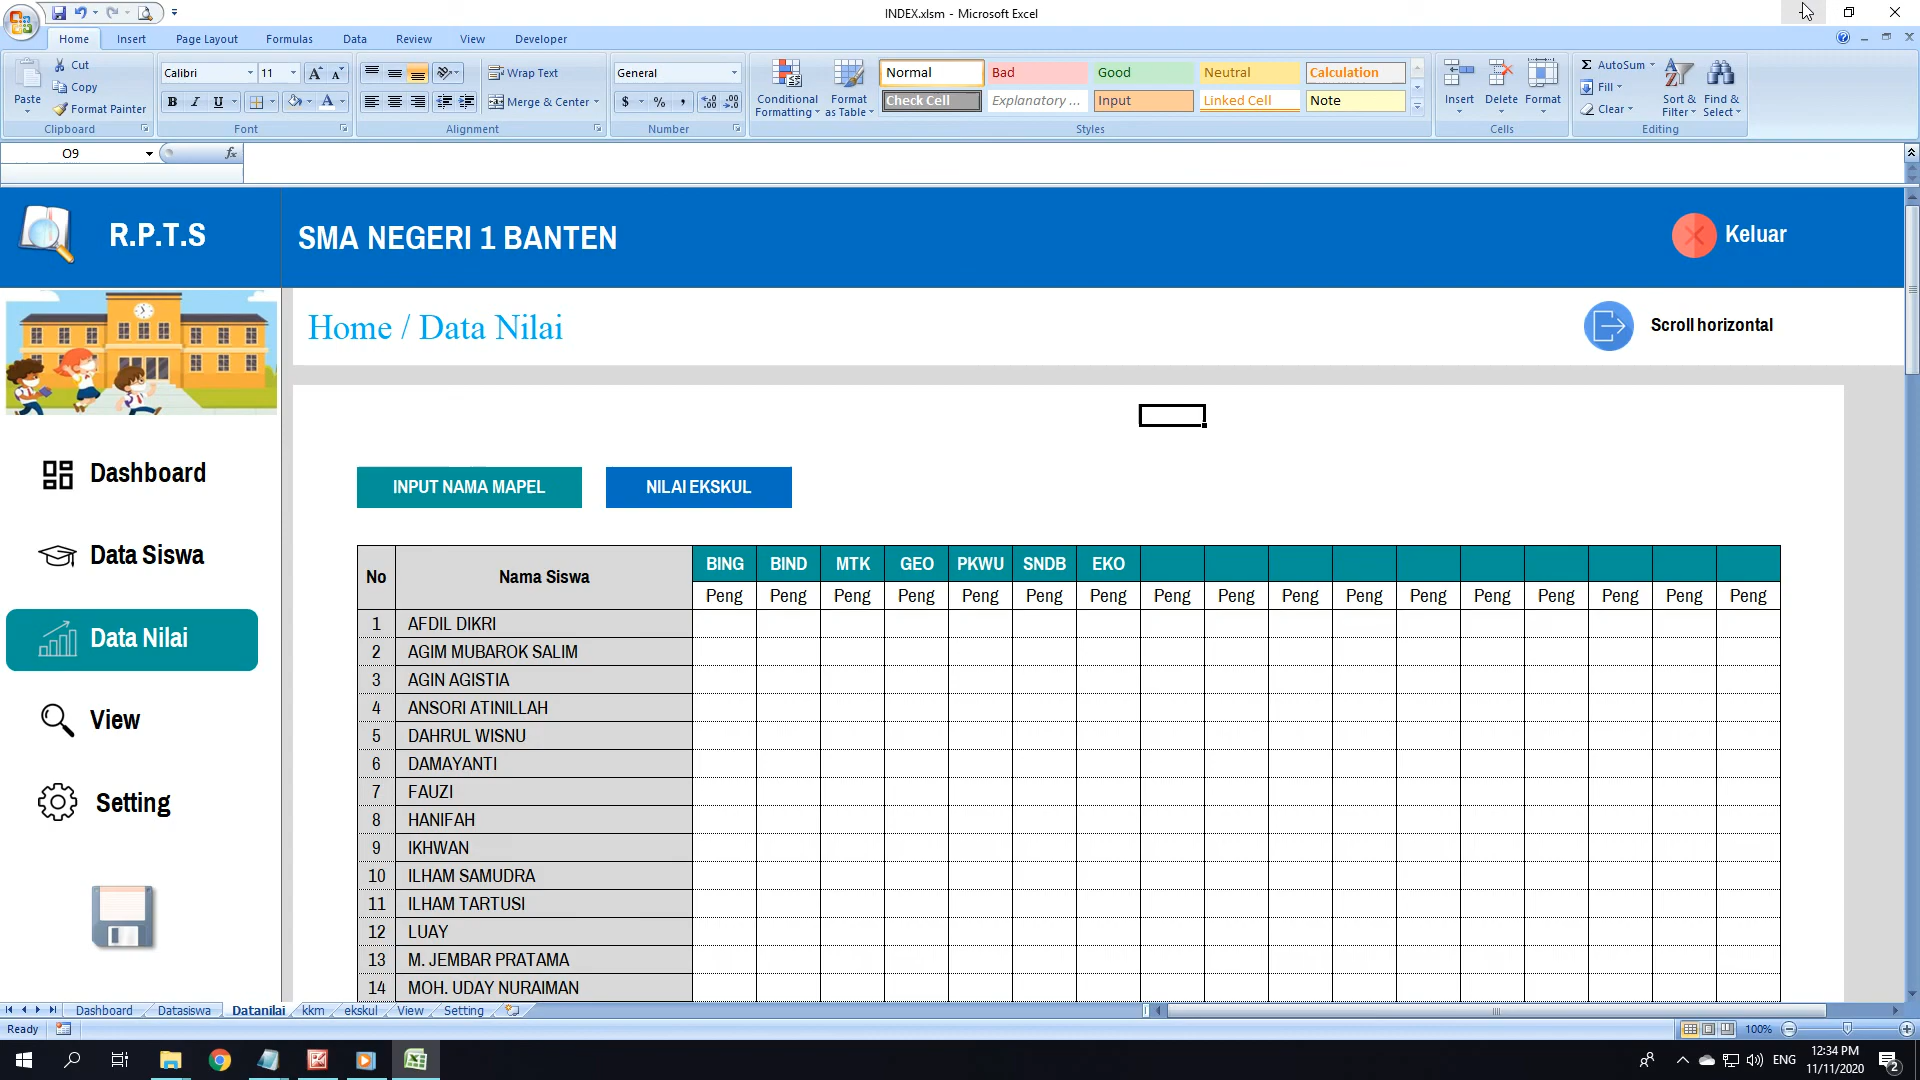 INDEX.xlsm - Microsoft Excel
Home Insert Page Layout Formulas Data Review View Developer
Paste
Cut
Copy
Format Painter
Clipboard
Calibri 11
B I U
Font
Wrap Text
Merge & Center
Alignment
General
$ % ,
Number
Conditional Formatting
Format as Table
Normal Bad Good Neutral Calculation
Check Cell Explanatory ... Input Linked Cell Note
Styles
Insert Delete Format
Cells
Σ AutoSum
Fill
Clear
Sort & Filter
Find & Select
Editing
O9
fx
R.P.T.S
SMA NEGERI 1 BANTEN
Keluar
Home / Data Nilai
Scroll horizontal
Dashboard
Data Siswa
Data Nilai
View
Setting
INPUT NAMA MAPEL
NILAI EKSKUL
No Nama Siswa BING BIND MTK GEO PKWU SNDB EKO
Peng Peng Peng Peng Peng Peng Peng Peng Peng Peng Peng Peng Peng Peng Peng Peng Peng
1 AFDIL DIKRI
2 AGIM MUBAROK SALIM
3 AGIN AGISTIA
4 ANSORI ATINILLAH
5 DAHRUL WISNU
6 DAMAYANTI
7 FAUZI
8 HANIFAH
9 IKHWAN
10 ILHAM SAMUDRA
11 ILHAM TARTUSI
12 LUAY
13 M. JEMBAR PRATAMA
14 MOH. UDAY NURAIMAN
Dashboard Datasiswa Datanilai kkm ekskul View Setting
Ready
100%
ENG
12:34 PM
11/11/2020
2